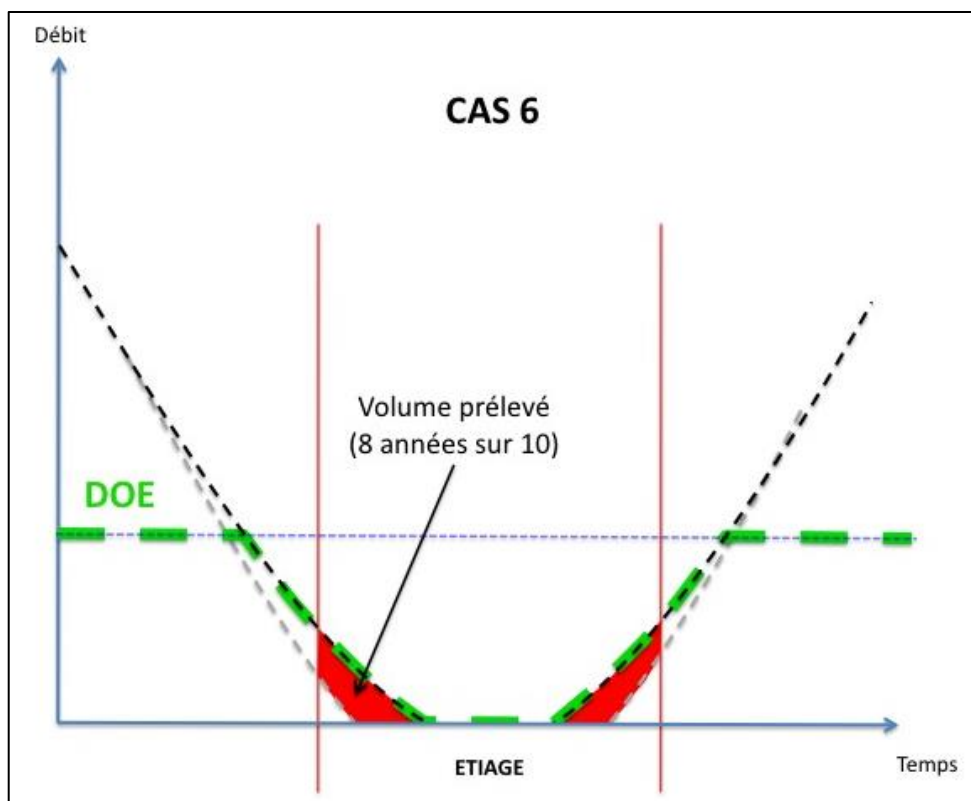 Débit
CAS 6
Volume prélevé
(8 années sur 10)
DOE
ETIAGE
Temps